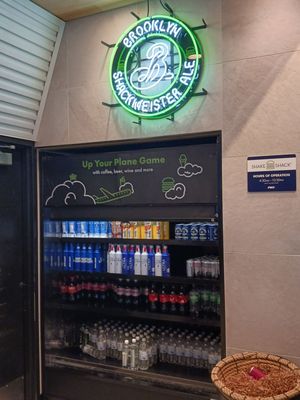 BROOKLYN
B
SHACKMEISTER ALE
Up Your Plane Game
with coffee, beer, wine and more
SHAKE SHACK
HOURS OF OPERATION